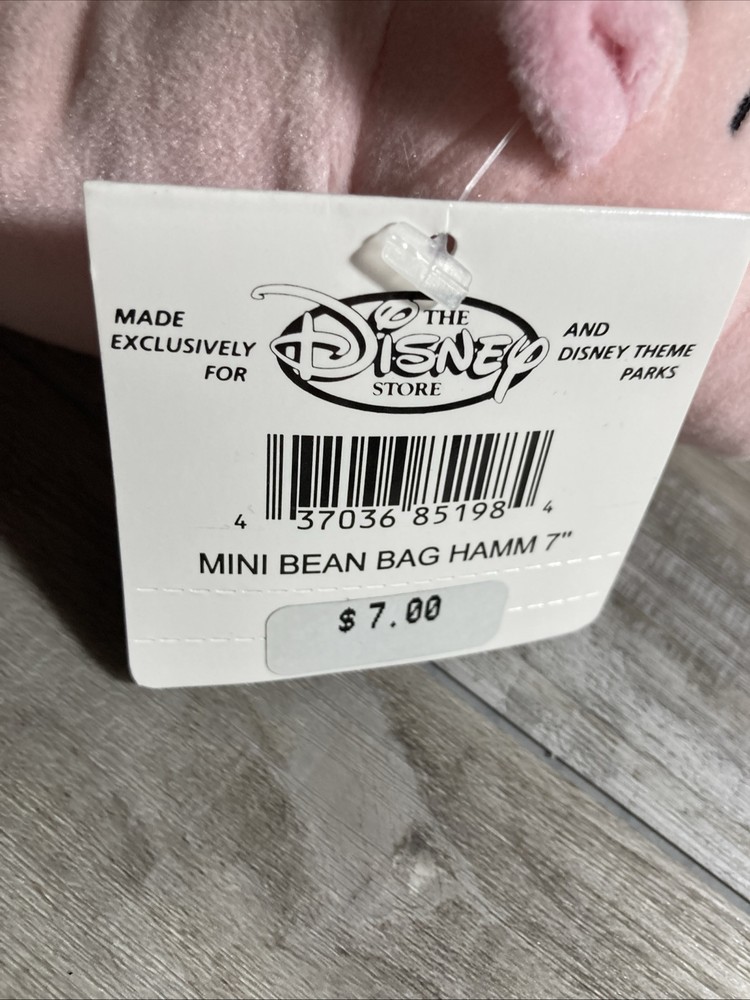 MADE
EXCLUSIVELY
FOR
THE
DISNEY
STORE
AND
DISNEY THEME
PARKS
4 37036 85198 4
MINI BEAN BAG HAMM 7"
$ 7.00